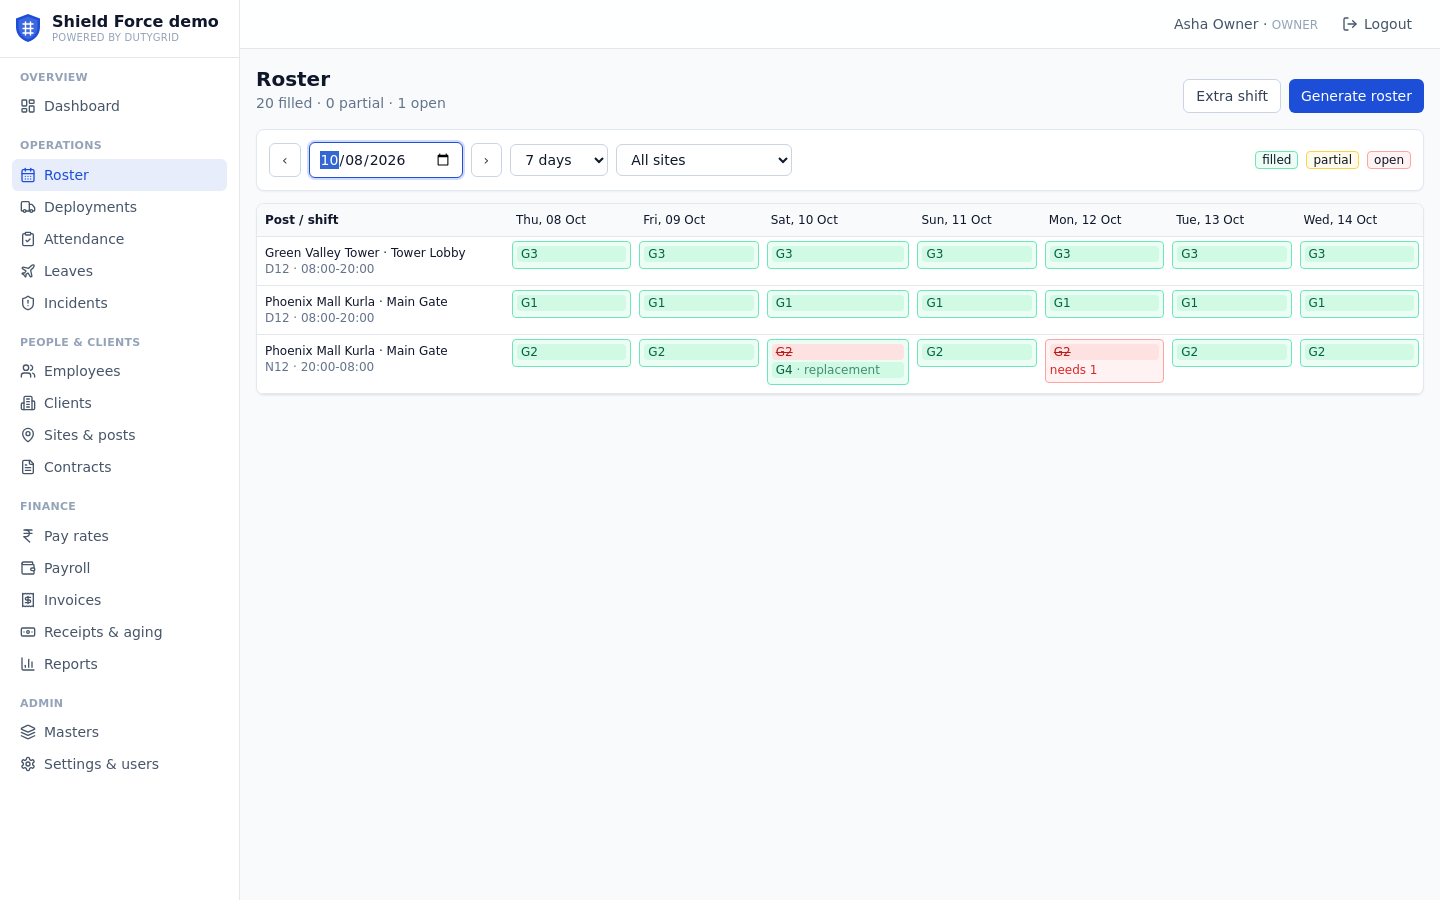 Shield Force demo
POWERED BY DUTYGRID
Asha Owner · OWNER
Logout
OVERVIEW
Dashboard
OPERATIONS
Roster
Deployments
Attendance
Leaves
Incidents
PEOPLE & CLIENTS
Employees
Clients
Sites & posts
Contracts
FINANCE
Pay rates
Payroll
Invoices
Receipts & aging
Reports
ADMIN
Masters
Settings & users
Roster
20 filled · 0 partial · 1 open
Extra shift
Generate roster
‹ 10/08/2026 › 7 days All sites filled partial open
Post / shift Thu, 08 Oct Fri, 09 Oct Sat, 10 Oct Sun, 11 Oct Mon, 12 Oct Tue, 13 Oct Wed, 14 Oct
Green Valley Tower · Tower Lobby G3 G3 G3 G3 G3 G3 G3
D12 · 08:00-20:00
Phoenix Mall Kurla · Main Gate G1 G1 G1 G1 G1 G1 G1
D12 · 08:00-20:00
Phoenix Mall Kurla · Main Gate G2 G2 G2 G2 G2 G2 G2
N12 · 20:00-08:00 G4 · replacement needs 1